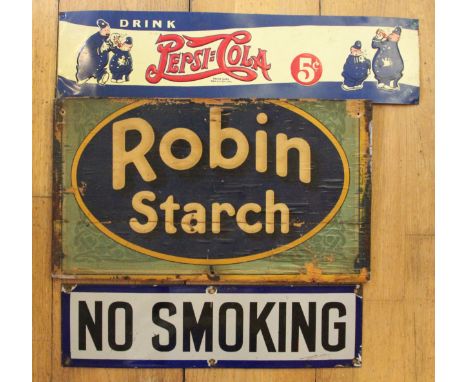 DRINK
PEPSI:COLA
5¢
Robin
Starch
NO SMOKING